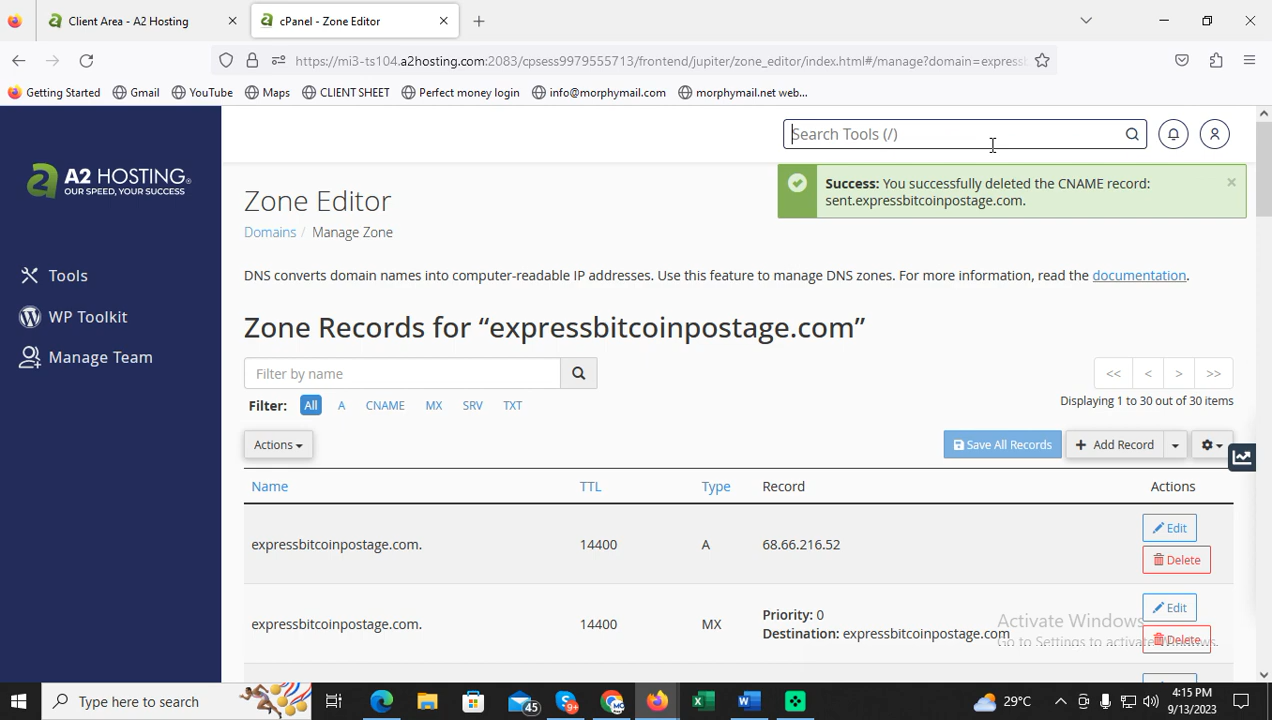 Client Area - A2 Hosting
cPanel - Zone Editor
https://mi3-ts104.a2hosting.com:2083/cpsess9979555713/frontend/jupiter/zone_editor/index.html#/manage?domain=express
Getting Started
Gmail
YouTube
Maps
CLIENT SHEET
Perfect money login
info@morphymail.com
morphymail.net web...
Search Tools (/)
A2 HOSTING®
OUR SPEED, YOUR SUCCESS
Success: You successfully deleted the CNAME record:
sent.expressbitcoinpostage.com.
Zone Editor
Domains / Manage Zone
Tools
WP Toolkit
Manage Team
DNS converts domain names into computer-readable IP addresses. Use this feature to manage DNS zones. For more information, read the documentation.
Zone Records for “expressbitcoinpostage.com”
Filter by name
<< < > >>
Displaying 1 to 30 out of 30 items
Filter: All A CNAME MX SRV TXT
Actions
Save All Records
+ Add Record
Name TTL Type Record Actions
expressbitcoinpostage.com. 14400 A 68.66.216.52
Edit
Delete
expressbitcoinpostage.com. 14400 MX
Priority: 0
Destination: expressbitcoinpostage.com
Edit
Delete
Activate Windows
Go to Settings to activate Windows.
Type here to search
45
9+
29°C
4:15 PM
9/13/2023